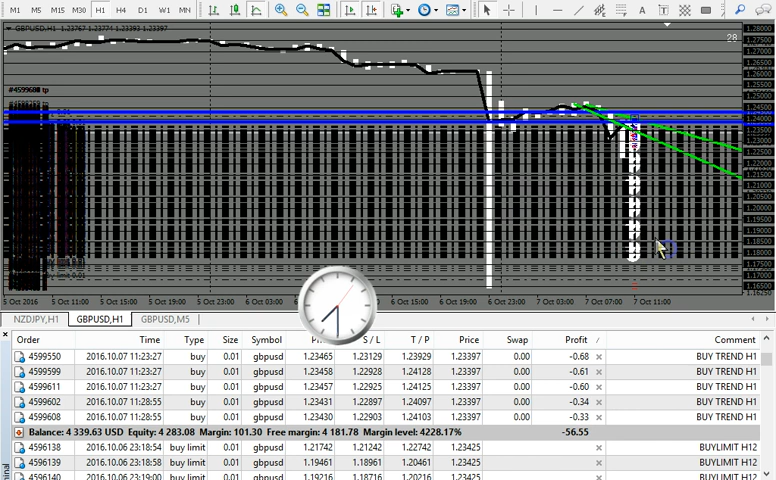 M1 M5 M15 M30 H1 H4 D1 W1 MN
A T
GBPUSD,H1 1.23767 1.23774 1.23393 1.23397
28
#4599688 tp
buy limit 0.01
1.28000
1.27500
1.27000
1.26500
1.26000
1.25500
1.25000
1.24500
1.24000
1.23500
1.23000
1.22500
1.22000
1.21500
1.21000
1.20500
1.20000
1.19500
1.19000
1.18500
1.18000
1.17500
1.17000
1.16500
5 Oct 2016 5 Oct 11:00 5 Oct 15:00 5 Oct 19:00 5 Oct 23:00 6 Oct 03:00 6 Oct 15:00 6 Oct 19:00 6 Oct 23:00 7 Oct 03:00 7 Oct 07:00 7 Oct 11:00
NZDJPY,H1 GBPUSD,H1 GBPUSD,M5
Order Time Type Size Symbol S / L T / P Price Swap Profit Comment
4599550 2016.10.07 11:23:27 buy 0.01 gbpusd 1.23465 1.23129 1.23929 1.23397 0.00 -0.68 BUY TREND H1
4599599 2016.10.07 11:23:27 buy 0.01 gbpusd 1.23458 1.22928 1.24128 1.23397 0.00 -0.61 BUY TREND H1
4599611 2016.10.07 11:23:27 buy 0.01 gbpusd 1.23457 1.22925 1.24125 1.23397 0.00 -0.60 BUY TREND H1
4599602 2016.10.07 11:28:55 buy 0.01 gbpusd 1.23431 1.22897 1.24097 1.23397 0.00 -0.34 BUY TREND H1
4599608 2016.10.07 11:28:55 buy 0.01 gbpusd 1.23430 1.22903 1.24103 1.23397 0.00 -0.33 BUY TREND H1
Balance: 4 339.63 USD Equity: 4 283.08 Margin: 101.30 Free margin: 4 181.78 Margin level: 4228.17% -56.55
4596138 2016.10.06 23:18:54 buy limit 0.01 gbpusd 1.21742 1.21242 1.22742 1.23425 BUYLIMIT H12
4596139 2016.10.06 23:18:58 buy limit 0.01 gbpusd 1.19461 1.18961 1.20461 1.23425 BUYLIMIT H12
4596140 2016.10.06 23:19:00 buy limit 0.01 gbpusd 1.19216 1.18716 1.20216 1.23425 BUYLIMIT H12